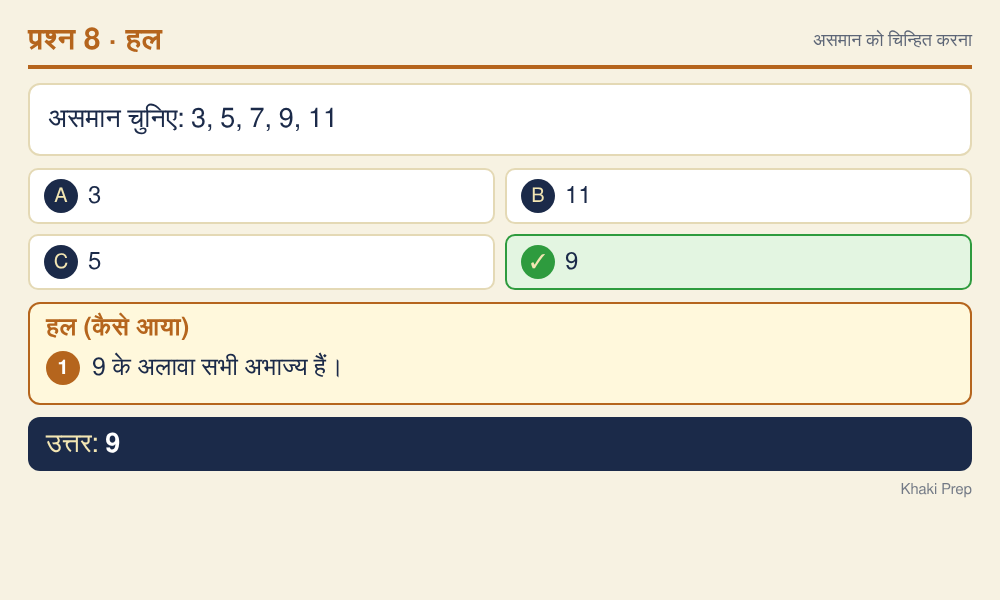 प्रश्न 8 · हल
असमान को चिन्हित करना
असमान चुनिए: 3, 5, 7, 9, 11
A 3
B 11
C 5
✓ 9
हल (कैसे आया)
1 9 के अलावा सभी अभाज्य हैं।
उत्तर: 9
Khaki Prep